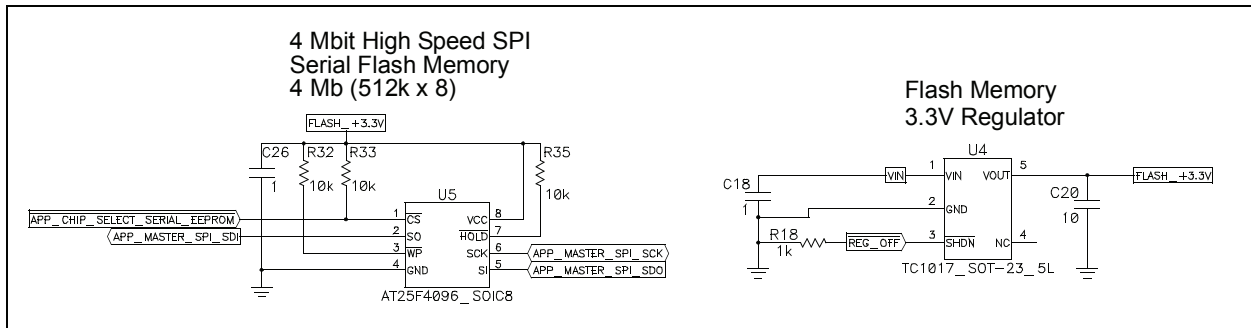 4 Mbit High Speed SPI
Serial Flash Memory
4 Mb (512k x 8)
FLASH_+3.3V
C26
1
R32
10k
R33
10k
R35
10k
U5
APP_CHIP_SELECT_SERIAL_EEPROM
APP_MASTER_SPI_SDI
1 CS
2 SO
3 WP
4 GND
VCC 8
HOLD 7
SCK 6
SI 5
APP_MASTER_SPI_SCK
APP_MASTER_SPI_SDO
AT25F4096_SOIC8
Flash Memory
3.3V Regulator
U4
C18
1
VIN
1 VIN
2 GND
3 SHDN
VOUT 5
NC 4
R18
1k
REG_OFF
C20
10
FLASH_+3.3V
TC1017_SOT-23_5L